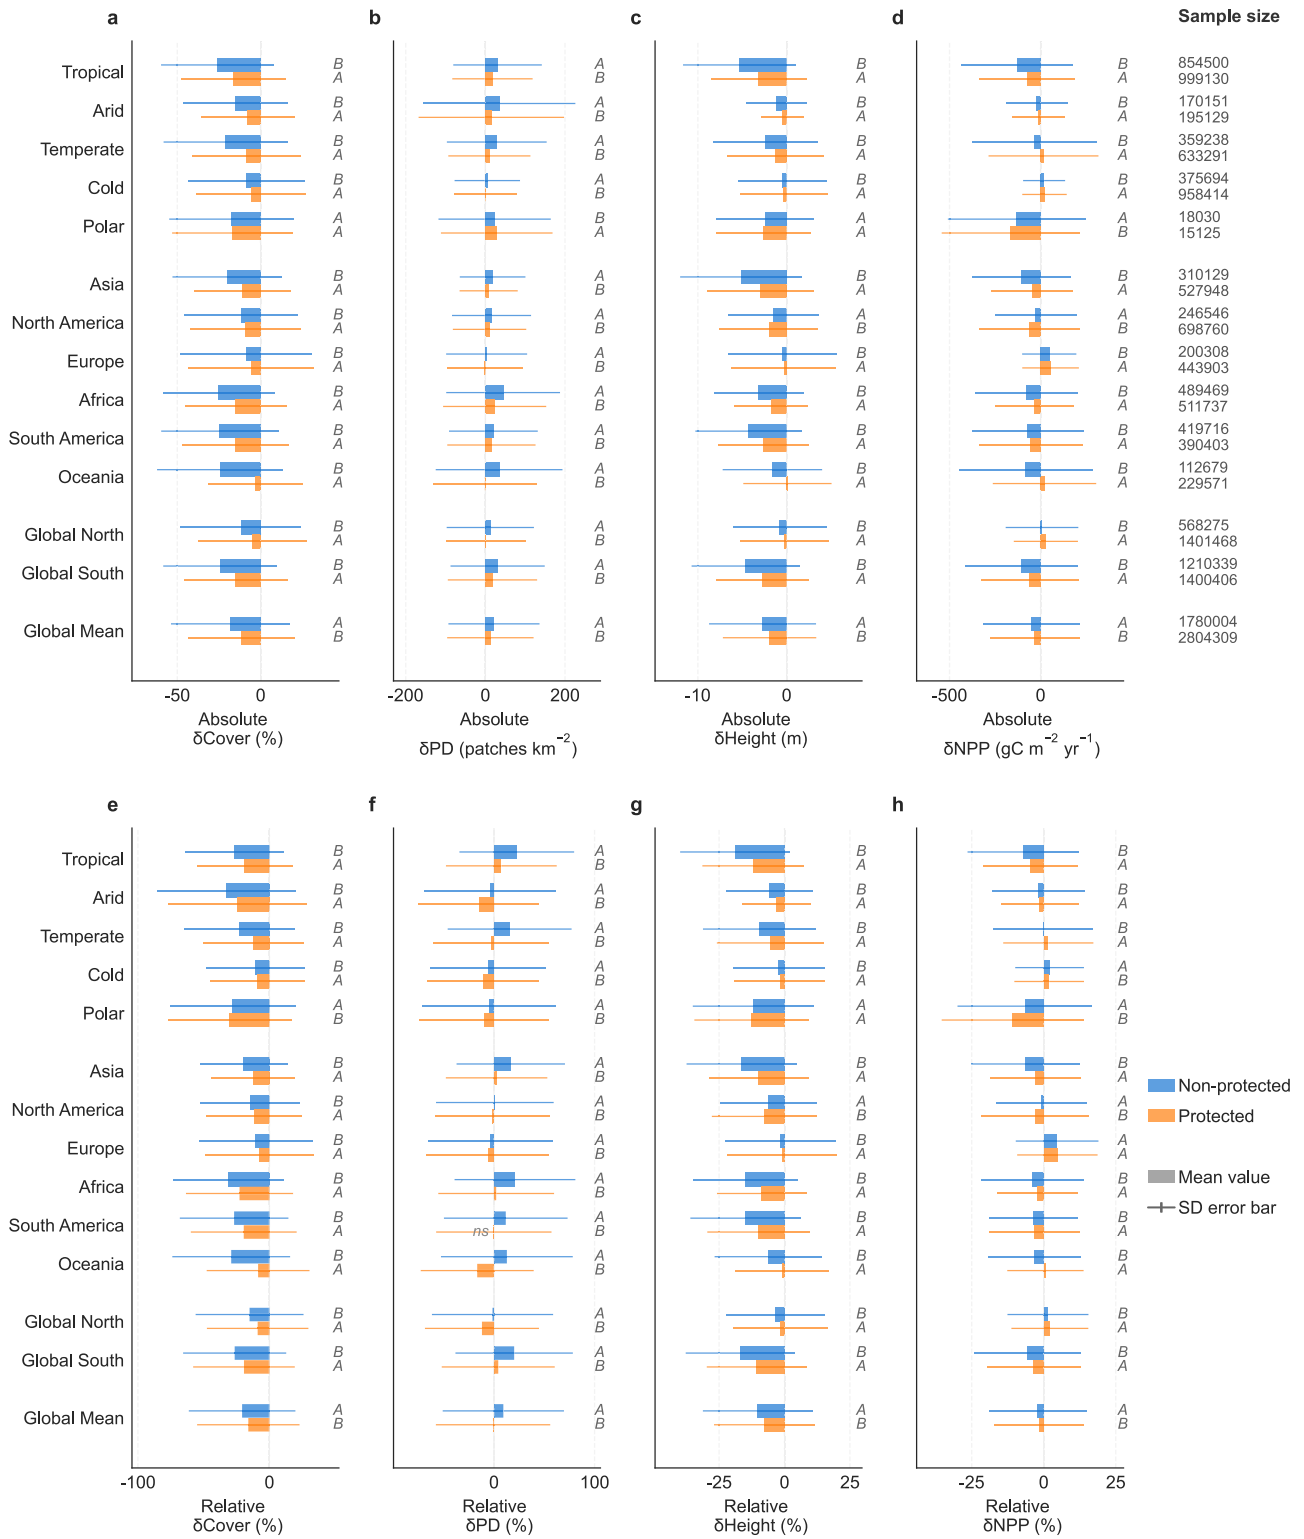 a b c d Sample size
Tropical B A B B 854500
A B A A 999130
Arid B A B B 170151
A B A A 195129
Temperate B A B B 359238
A B A A 633291
Cold B A B B 375694
A B A A 958414
Polar A B A A 18030
A A A B 15125
Asia B A B B 310129
A B A A 527948
North America B A A A 246546
A B B B 698760
Europe B A B B 200308
A B A A 443903
Africa B A B B 489469
A B A A 511737
South America B A B B 419716
A B A A 390403
Oceania B A B B 112679
A B A A 229571
Global North B A B B 568275
A B A A 1401468
Global South B A B B 1210339
A B A A 1400406
Global Mean A A A A 1780004
B B B B 2804309
-50 0 -200 0 200 -10 0 -500 0
Absolute Absolute Absolute Absolute
δCover (%) δPD (patches km⁻²) δHeight (m) δNPP (gC m⁻² yr⁻¹)
e f g h
Tropical B A B B
A B A A
Arid B A B B
A B A A
Temperate B A B B
A B A A
Cold B A B A
A B A B
Polar A A A A
B B A B
Asia B A B B
A B A A
Non-protected
North America B A A A
A B B B
Protected
Europe B A B A
A B A A
Africa B A B B
A B A A
Mean value
South America B A B B
A ns B A A
SD error bar
Oceania B A B B
A B A A
Global North B A B B
A B A A
Global South B A B B
A B A A
Global Mean A A A A
B B B B
-100 0 0 100 -25 0 25 -25 0 25
Relative Relative Relative Relative
δCover (%) δPD (%) δHeight (%) δNPP (%)